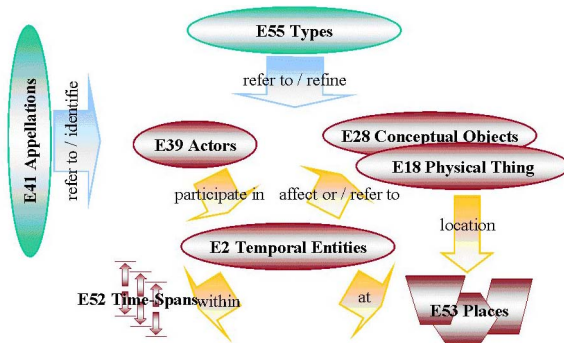 E55 Types
refer to / refine
E41 Appellations
refer to / identifie
E39 Actors
E28 Conceptual Objects
E18 Physical Thing
participate in
affect or / refer to
location
E2 Temporal Entities
E52 Time-Spans
within
at
E53 Places